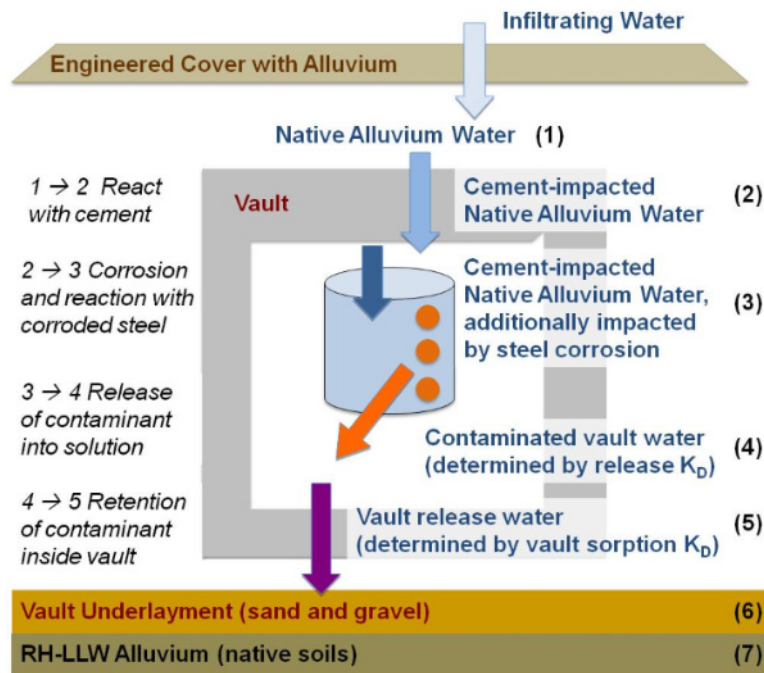 Infiltrating Water
Engineered Cover with Alluvium
Native Alluvium Water (1)
1 → 2 React
with cement
Vault
Cement-impacted
Native Alluvium Water
(2)
2 → 3 Corrosion
and reaction with
corroded steel
Cement-impacted
Native Alluvium Water,
additionally impacted
by steel corrosion
(3)
3 → 4 Release
of contaminant
into solution
Contaminated vault water
(determined by release K_D)
(4)
4 → 5 Retention
of contaminant
inside vault
Vault release water
(determined by vault sorption K_D)
(5)
Vault Underlayment (sand and gravel) (6)
RH-LLW Alluvium (native soils) (7)